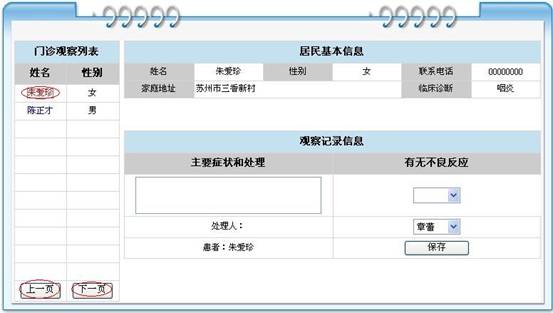 门诊观察列表
姓名 性别
朱爱珍 女
陈正才 男
上一页 下一页
居民基本信息
姓名 朱爱珍 性别 女 联系电话 00000000
家庭地址 苏州市三香新村 临床诊断 咽炎
观察记录信息
主要症状和处理 有无不良反应
处理人： 章蕾
患者：朱爱珍 保存